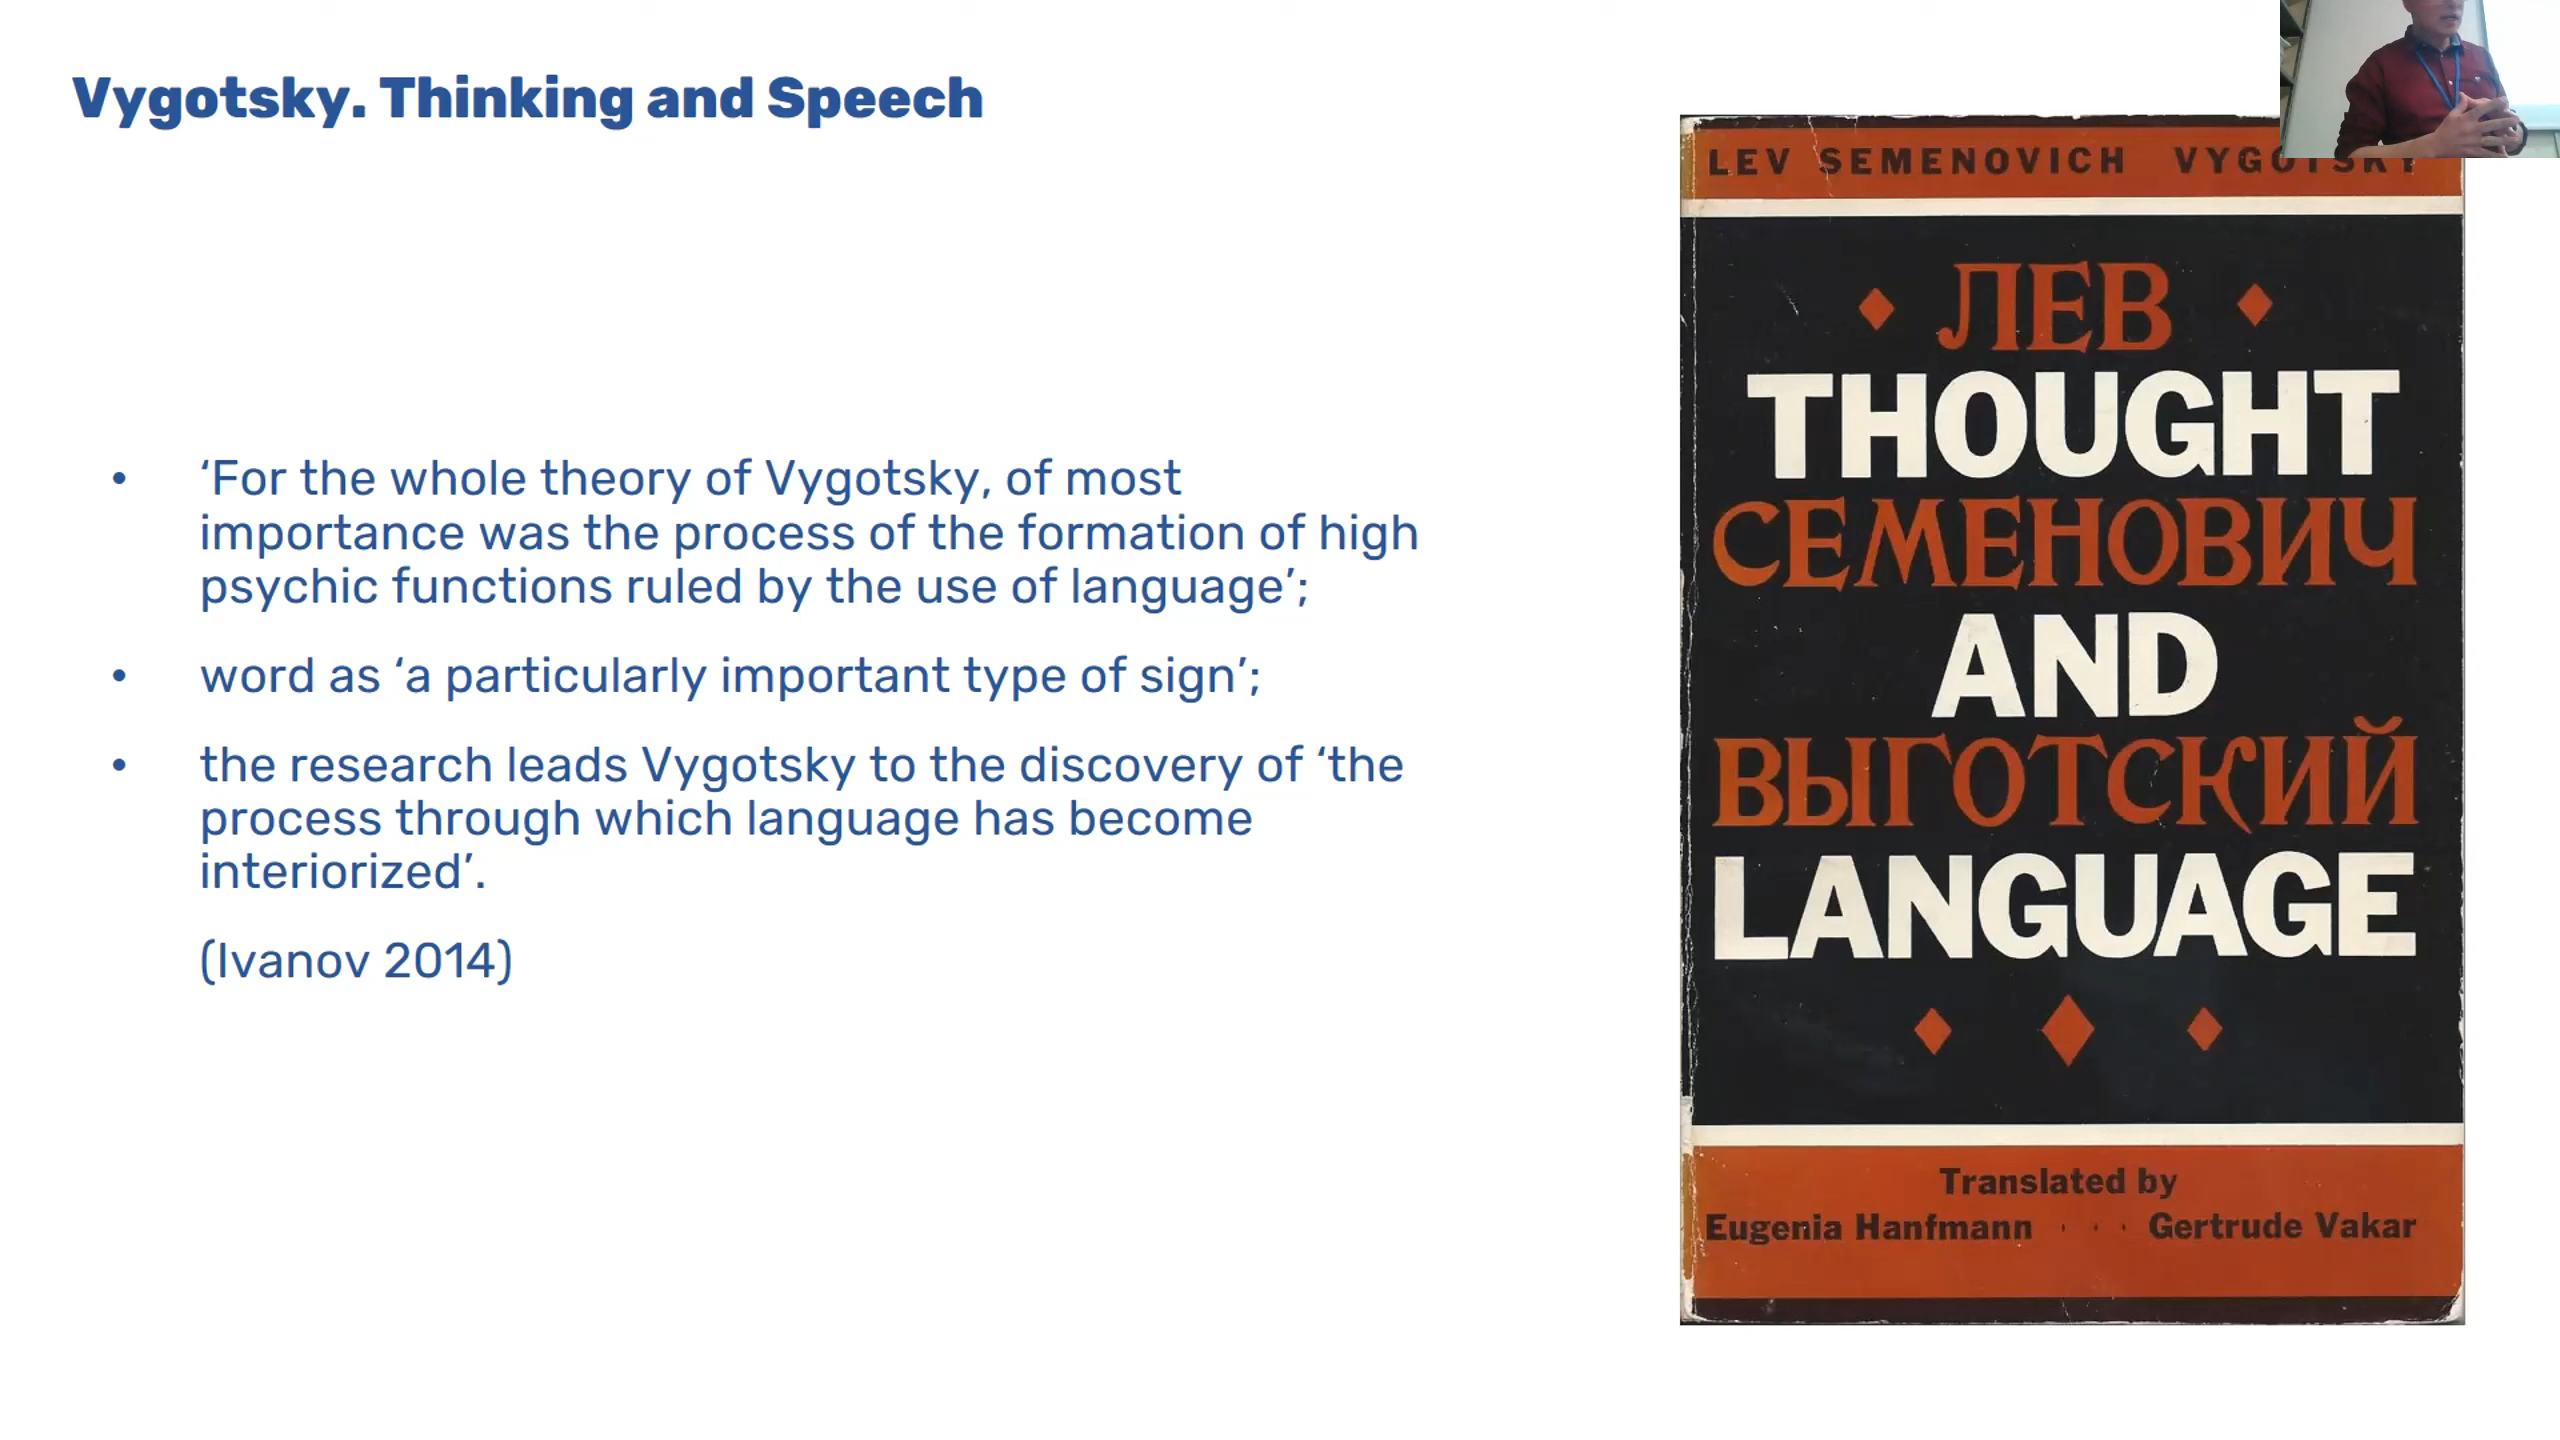 Vygotsky. Thinking and Speech
• ‘For the whole theory of Vygotsky, of most
importance was the process of the formation of high
psychic functions ruled by the use of language’;
• word as ‘a particularly important type of sign’;
• the research leads Vygotsky to the discovery of ‘the
process through which language has become
interiorized’.
(Ivanov 2014)
LEV SEMENOVICH VYGOTSKY
ЛЕВ
THOUGHT
СЕМЕНОВИЧ
AND
ВЫГОТСКИЙ
LANGUAGE
Translated by
Eugenia Hanfmann · · · Gertrude Vakar